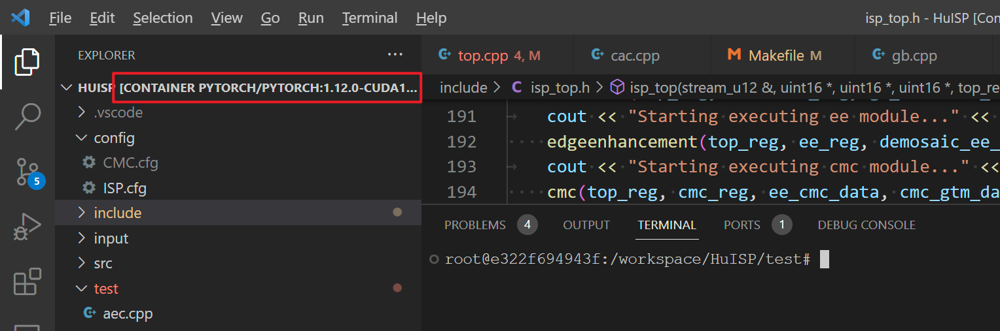 File Edit Selection View Go Run Terminal Help isp_top.h - HuISP [Con
EXPLORER ...
HUISP [CONTAINER PYTORCH/PYTORCH:1.12.0-CUDA1...
.vscode
config
CMC.cfg
ISP.cfg
include
input
src
test
aec.cpp
5
top.cpp 4, M cac.cpp Makefile M gb.cpp
include > C isp_top.h > isp_top(stream_u12 &, uint16 *, uint16 *, uint16 *, top_re
191 cout << "Starting executing ee module..." <<
192 edgeenhancement(top_reg, ee_reg, demosaic_ee_
193 cout << "Starting executing cmc module..." <<
194 cmc(top_reg, cmc_reg, ee_cmc_data, cmc_gtm_da
PROBLEMS 4 OUTPUT TERMINAL PORTS 1 DEBUG CONSOLE
root@e322f694943f:/workspace/HuISP/test#